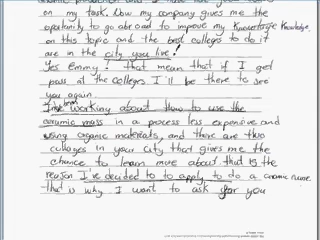 on my task. Now my company gives me the
oportunity to go abroad to improve my knowledge
on this topic and the best colleges to do it
are in the city you live!
Yes Emmy! that means that if I get
pass at the colleges I'll be there to see
you again.
I've been working about how to use the
ceramic mass in a process less expensive and
using organic materials, and there are two
collages in your city that gives me the
chance to learn more about that is the
reason I've decided to to apply to do a
that is why I want to ask for you